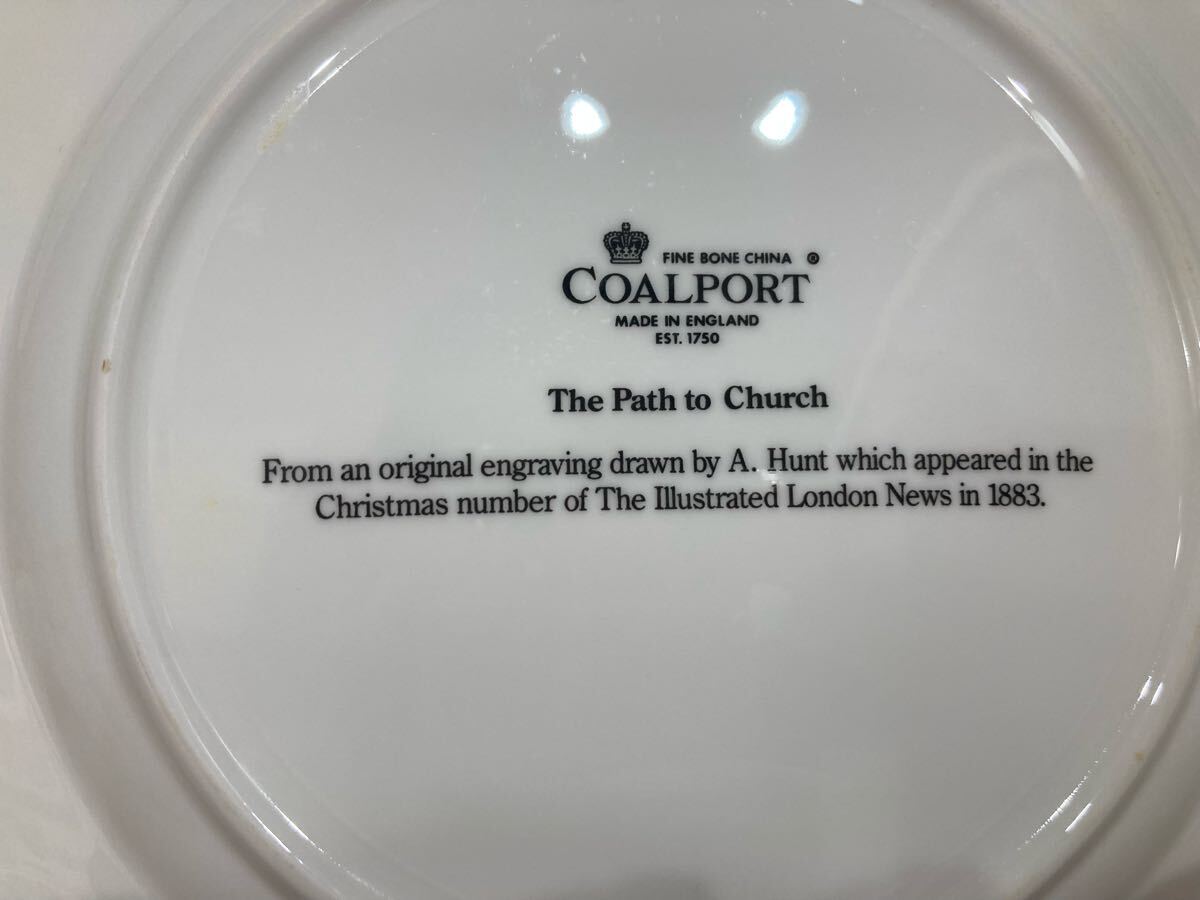 FINE BONE CHINA ®
COALPORT
MADE IN ENGLAND
EST. 1750
The Path to Church
From an original engraving drawn by A. Hunt which appeared in the
Christmas number of The Illustrated London News in 1883.